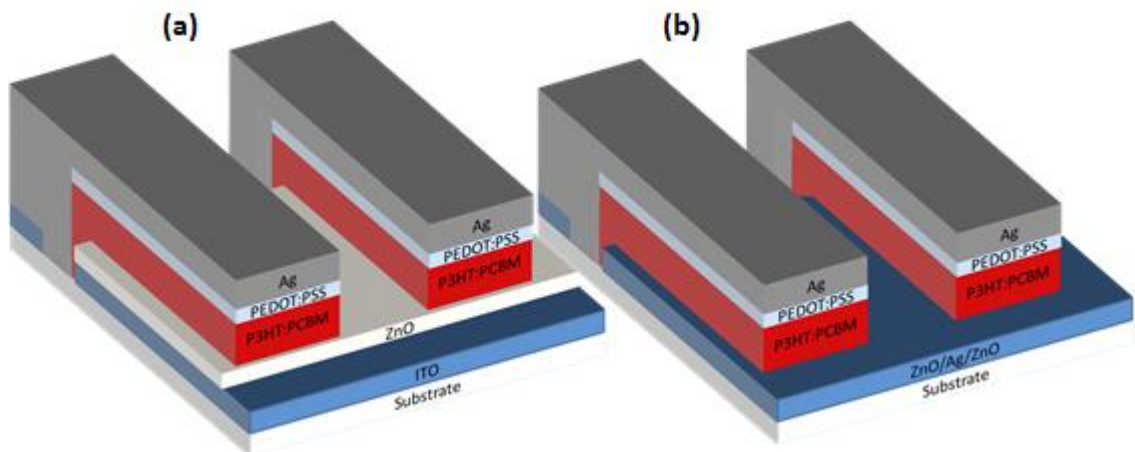 (a)
Ag
PEDOT:PSS
P3HT:PCBM
Ag
PEDOT:PSS
P3HT:PCBM
ZnO
ITO
Substrate
(b)
Ag
PEDOT:PSS
P3HT:PCBM
Ag
PEDOT:PSS
P3HT:PCBM
ZnO/Ag/ZnO
Substrate